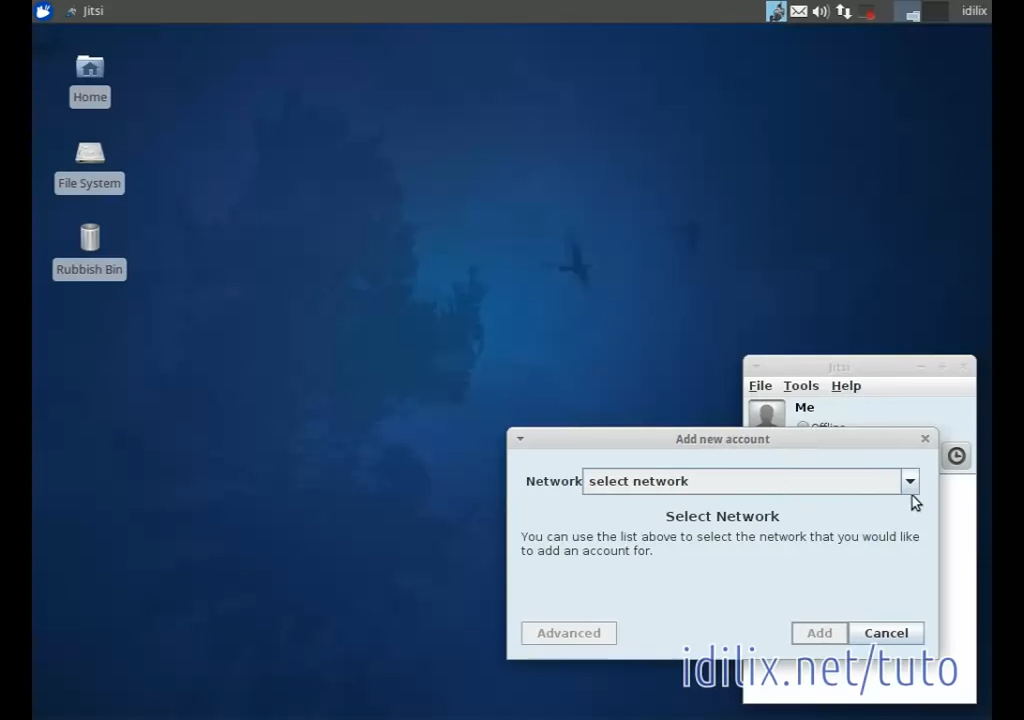 Jitsi
idilix
Home
File System
Rubbish Bin
Jitsi
File Tools Help
Me
Offline
Add new account
Network select network
Select Network
You can use the list above to select the network that you would like
to add an account for.
Advanced Add Cancel
idilix.net/tuto